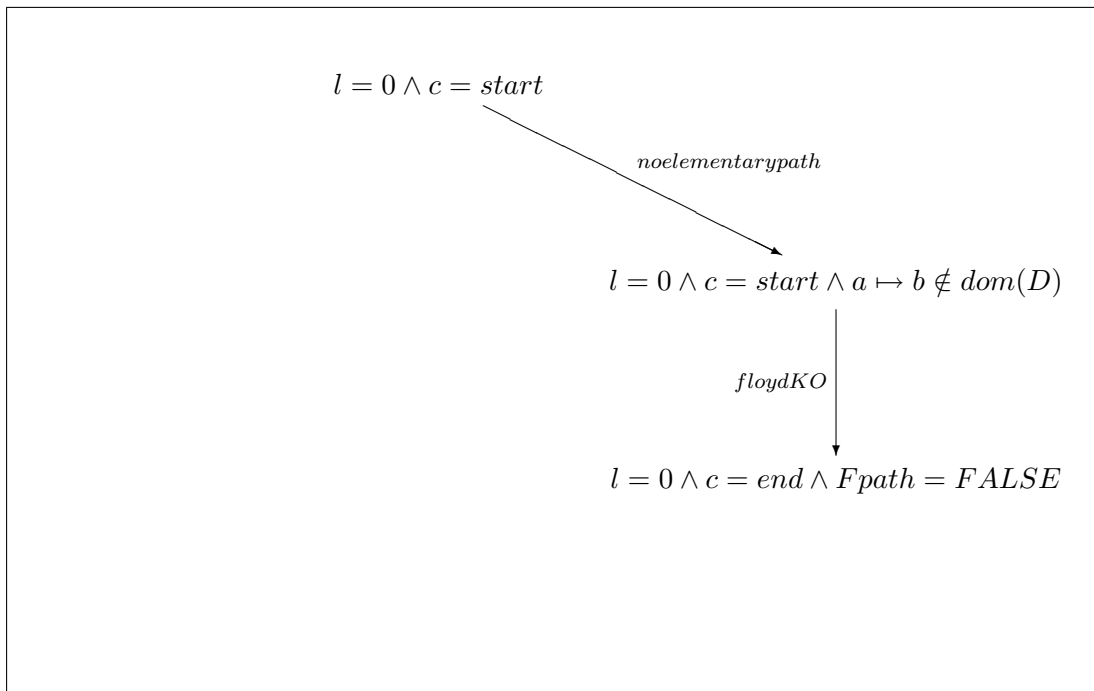 l = 0 ∧ c = start
noelementarypath
l = 0 ∧ c = start ∧ a ↦ b ∉ dom(D)
floydKO
l = 0 ∧ c = end ∧ Fpath = FALSE